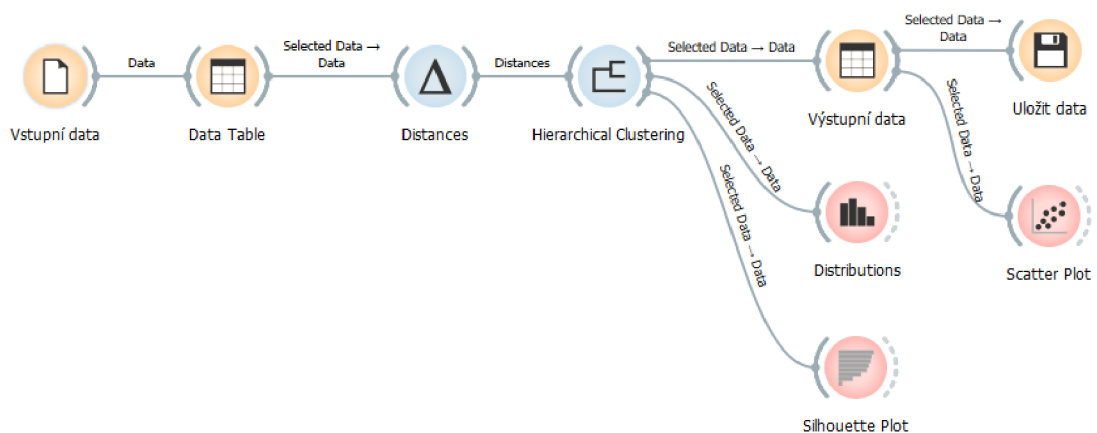 Selected Data →
Data
Selected Data →
Data
Selected Data → Data
Data
Distances
Vstupní data
Data Table
Distances
Hierarchical Clustering
Výstupní data
Uložit data
Selected Data → Data
Selected Data → Data
Selected Data → Data
Distributions
Scatter Plot
Silhouette Plot